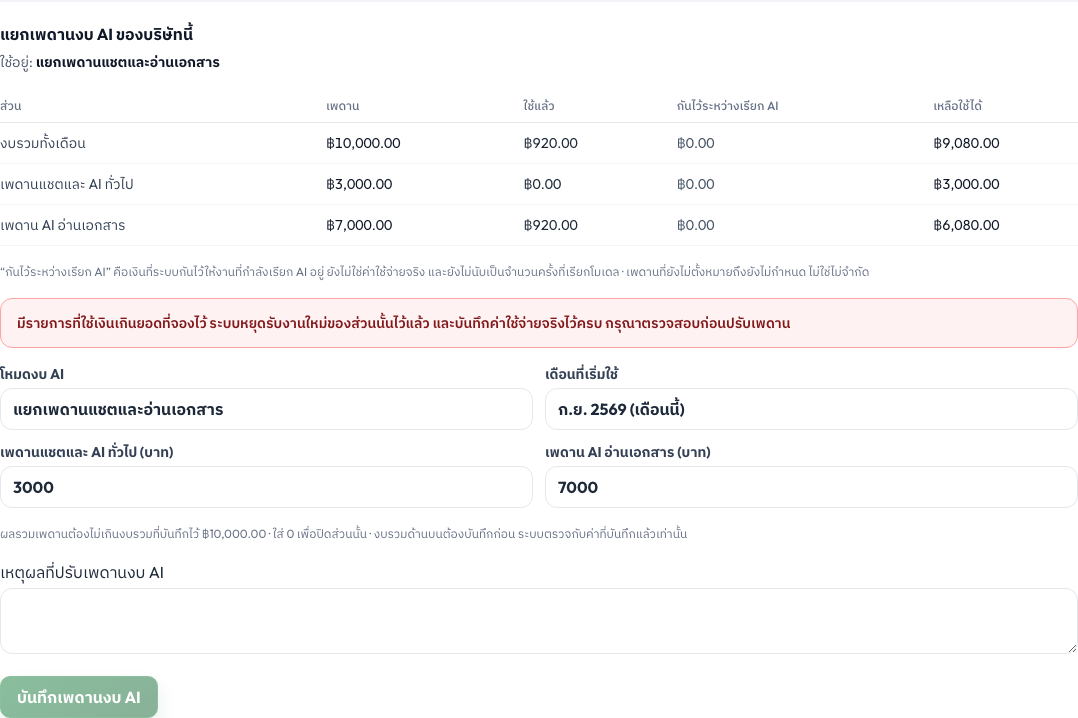 แยกเพดานงบ AI ของบริษัทนี้
ใช้อยู่: แยกเพดานแชตและอ่านเอกสาร
ส่วน เพดาน ใช้แล้ว กันไว้ระหว่างเรียก AI เหลือใช้ได้
งบรวมทั้งเดือน ฿10,000.00 ฿920.00 ฿0.00 ฿9,080.00
เพดานแชตและ AI ทั่วไป ฿3,000.00 ฿0.00 ฿0.00 ฿3,000.00
เพดาน AI อ่านเอกสาร ฿7,000.00 ฿920.00 ฿0.00 ฿6,080.00
“กันไว้ระหว่างเรียก AI” คือเงินที่ระบบกันไว้ให้งานที่กำลังเรียก AI อยู่ ยังไม่ใช่ค่าใช้จ่ายจริง และยังไม่นับเป็นจำนวนครั้งที่เรียกโมเดล · เพดานที่ยังไม่ตั้งหมายถึงยังไม่กำหนด ไม่ใช่ไม่จำกัด
มีรายการที่ใช้เงินเกินยอดที่จองไว้ ระบบหยุดรับงานใหม่ของส่วนนั้นไว้แล้ว และบันทึกค่าใช้จ่ายจริงไว้ครบ กรุณาตรวจสอบก่อนปรับเพดาน
โหมดงบ AI เดือนที่เริ่มใช้
แยกเพดานแชตและอ่านเอกสาร ก.ย. 2569 (เดือนนี้)
เพดานแชตและ AI ทั่วไป (บาท) เพดาน AI อ่านเอกสาร (บาท)
3000 7000
ผลรวมเพดานต้องไม่เกินงบรวมที่บันทึกไว้ ฿10,000.00 · ใส่ 0 เพื่อปิดส่วนนั้น · งบรวมด้านบนต้องบันทึกก่อน ระบบตรวจกับค่าที่บันทึกแล้วเท่านั้น
เหตุผลที่ปรับเพดานงบ AI
บันทึกเพดานงบ AI